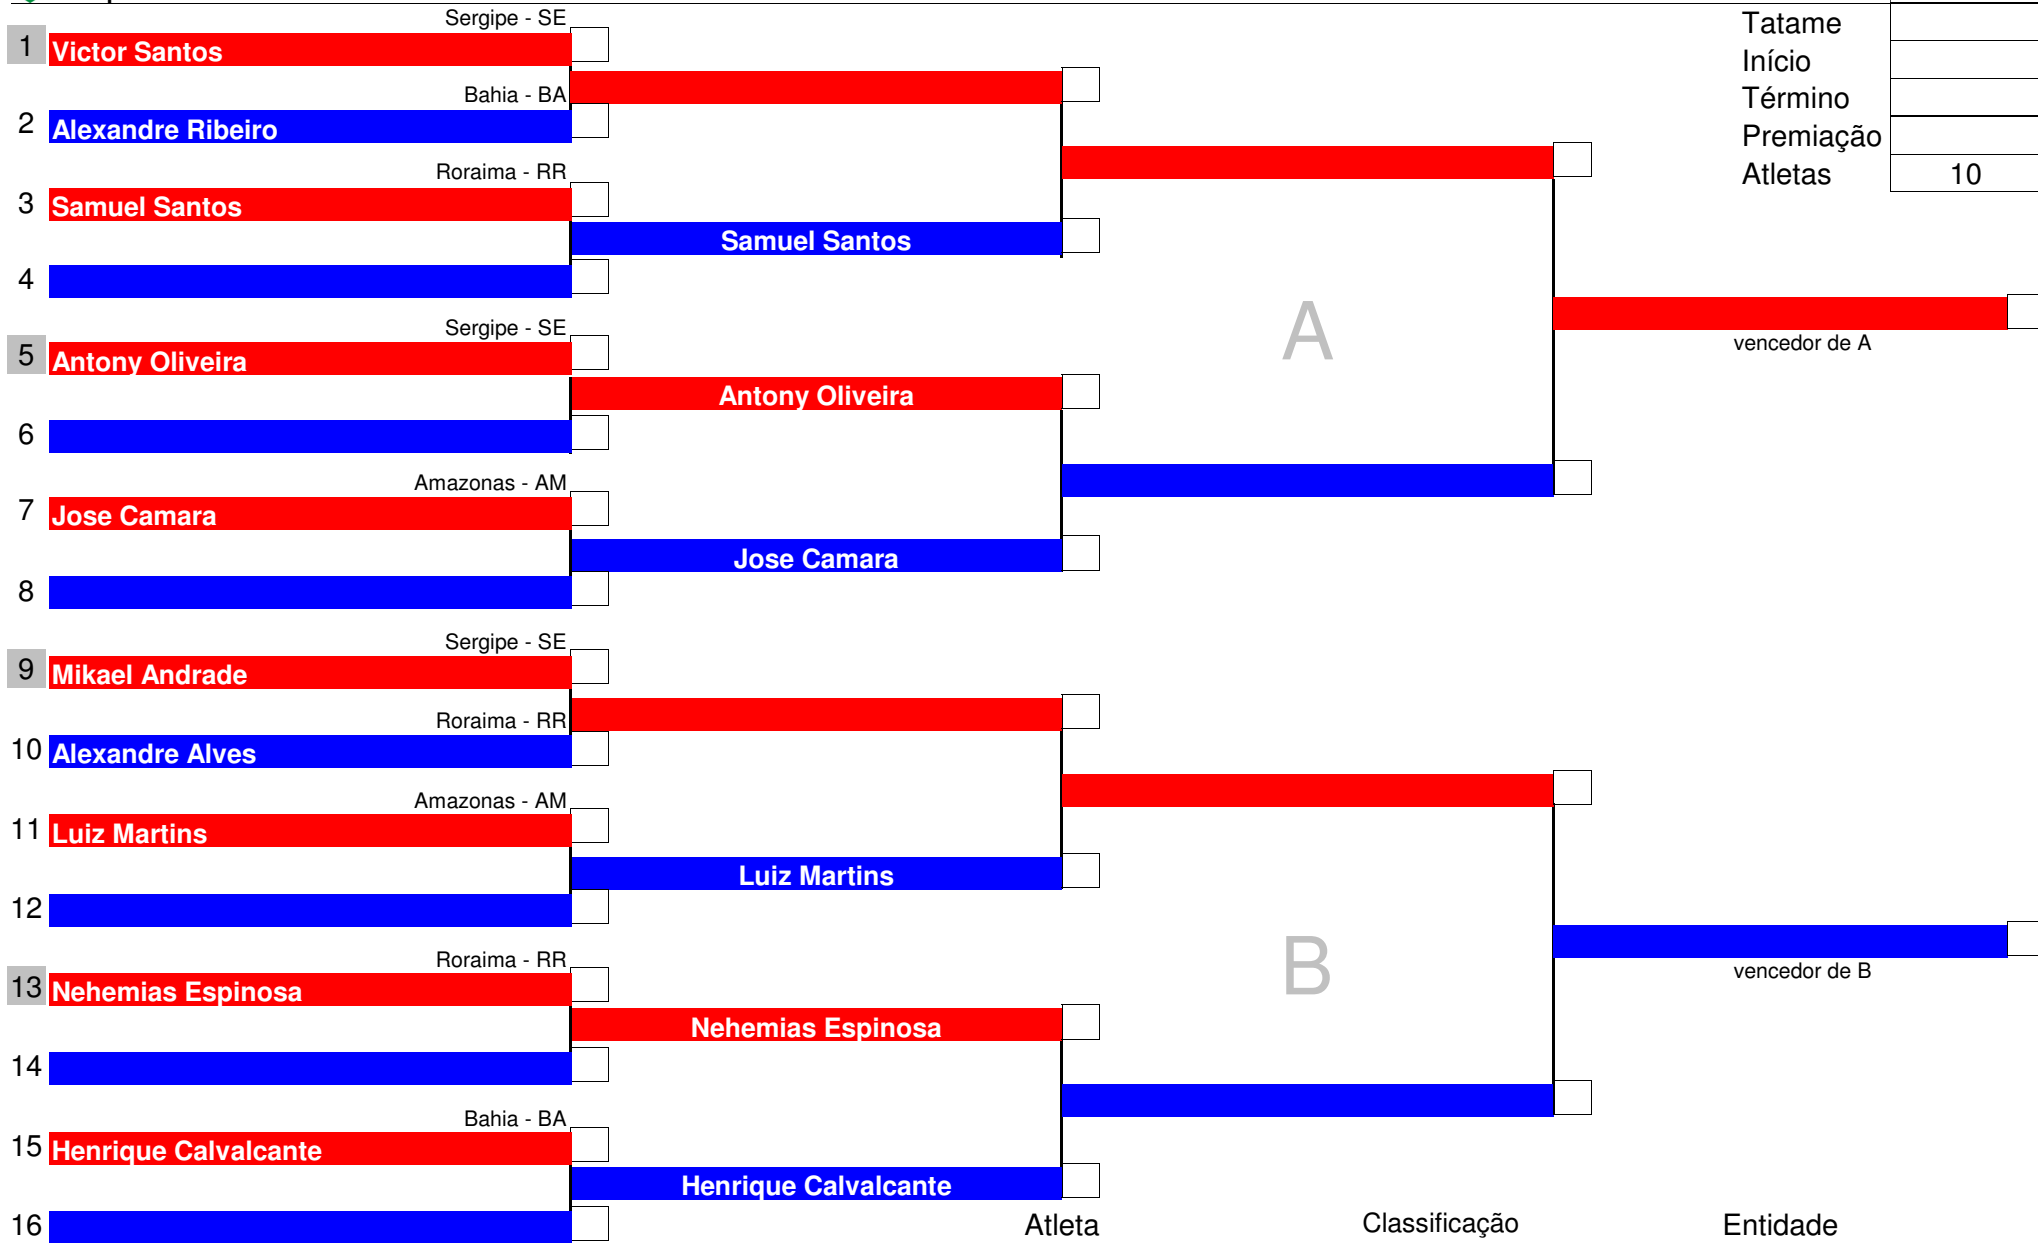 Sergipe - SE
1 Victor Santos
Bahia - BA
2 Alexandre Ribeiro
Roraima - RR
3 Samuel Santos
Samuel Santos
4
Sergipe - SE
5 Antony Oliveira
Antony Oliveira
6
Amazonas - AM
7 Jose Camara
Jose Camara
8
Sergipe - SE
9 Mikael Andrade
Roraima - RR
10 Alexandre Alves
Amazonas - AM
11 Luiz Martins
Luiz Martins
12
Roraima - RR
13 Nehemias Espinosa
Nehemias Espinosa
14
Bahia - BA
15 Henrique Calvalcante
Henrique Calvalcante
16
A
vencedor de A
B
vencedor de B
Tatame
Início
Término
Premiação
Atletas 10
Atleta Classificação Entidade